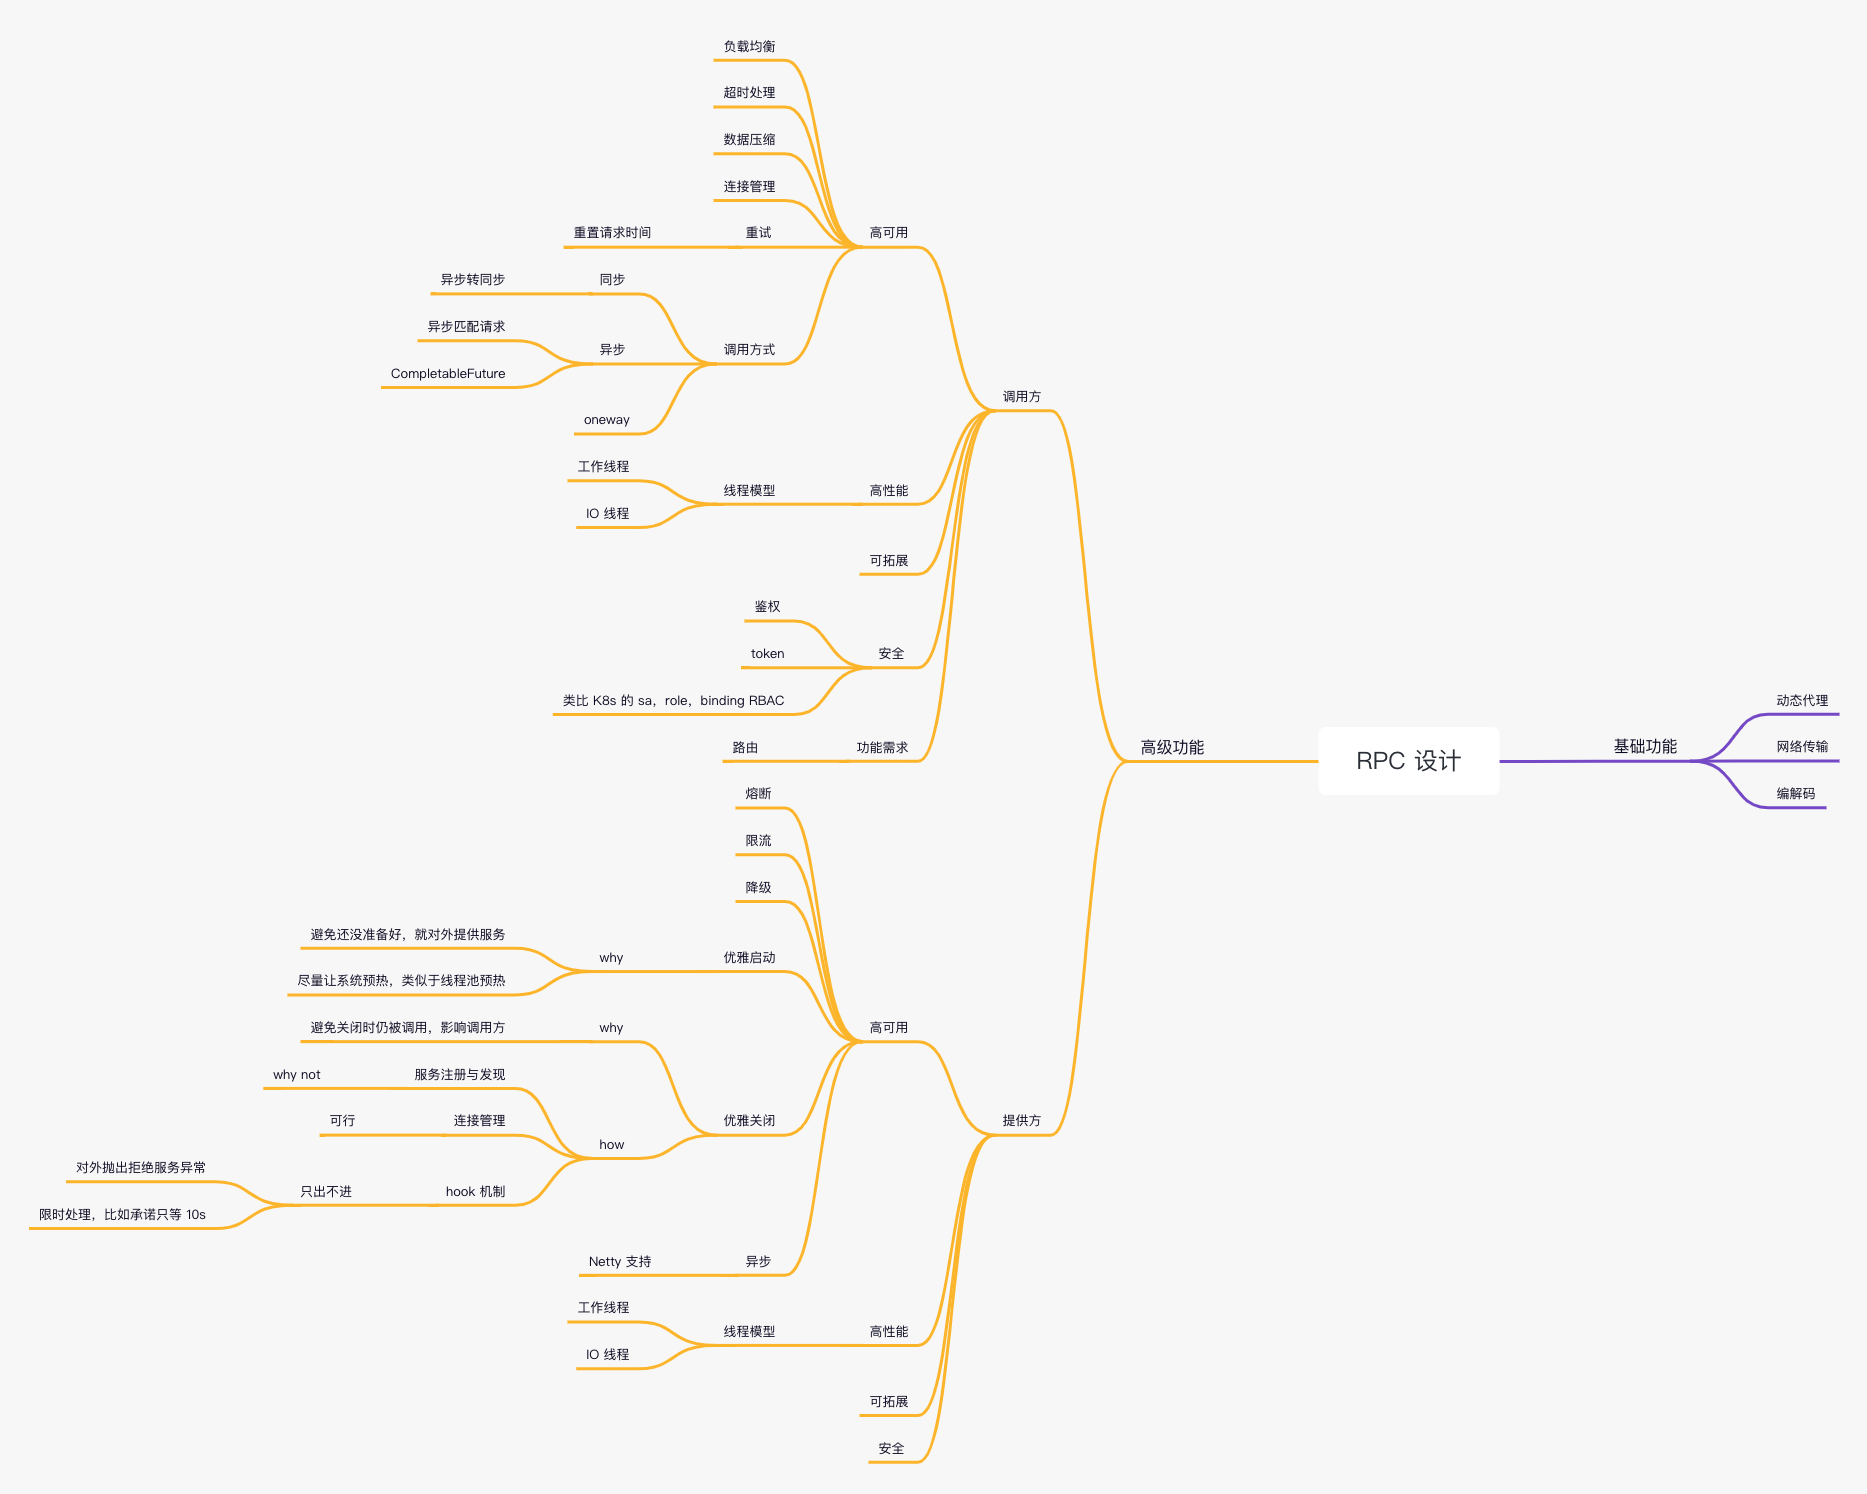 负载均衡
超时处理
数据压缩
连接管理
重置请求时间 重试 高可用
异步转同步 同步
异步匹配请求
异步 调用方式
CompletableFuture
调用方
oneway
工作线程
线程模型 高性能
IO 线程
可拓展
鉴权
token 安全
类比 K8s 的 sa，role，binding RBAC
动态代理
路由 功能需求 高级功能 基础功能 网络传输
RPC 设计
熔断 编解码
限流
降级
避免还没准备好，就对外提供服务
why 优雅启动
尽量让系统预热，类似于线程池预热
避免关闭时仍被调用，影响调用方 why 高可用
why not 服务注册与发现
可行 连接管理 优雅关闭 提供方
how
对外抛出拒绝服务异常
只出不进 hook 机制
限时处理，比如承诺只等 10s
Netty 支持 异步
工作线程
线程模型 高性能
IO 线程
可拓展
安全